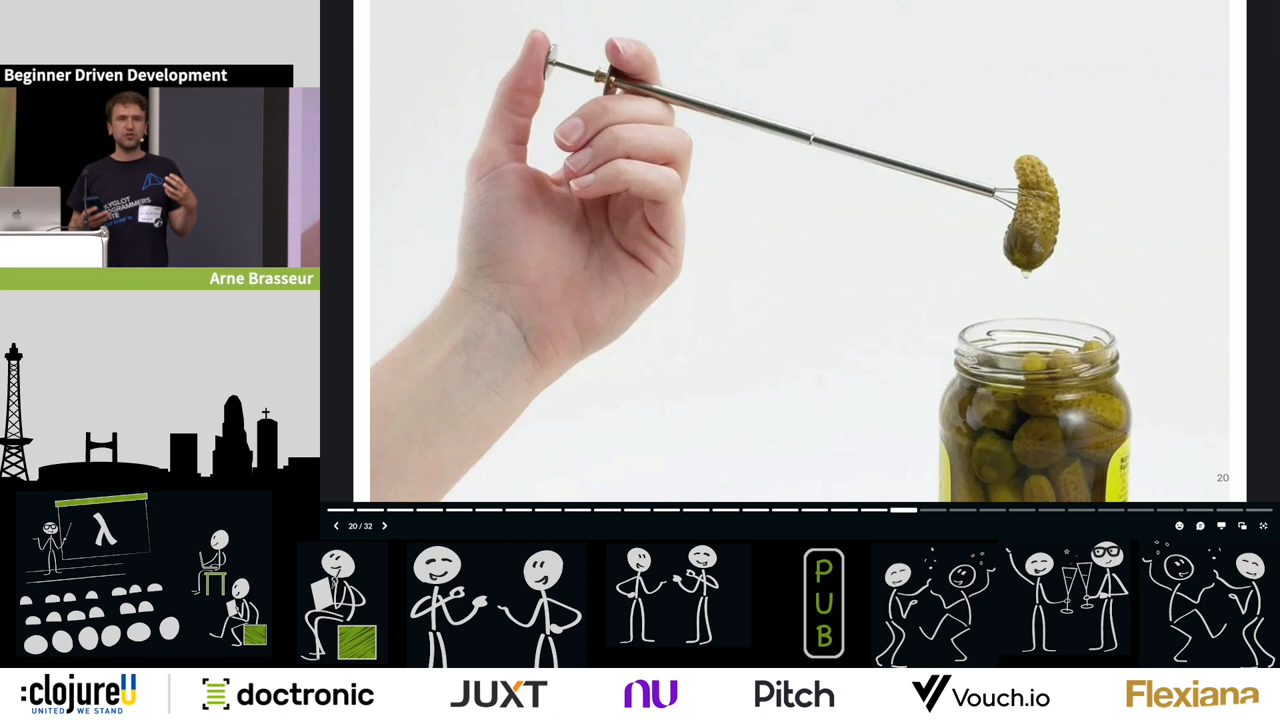 Beginner Driven Development
Arne Brasseur
20
20 / 32
λ
PUB
:clojureU
UNITED WE STAND
doctronic
JUXT
nu
Pitch
Vouch.io
Flexiana